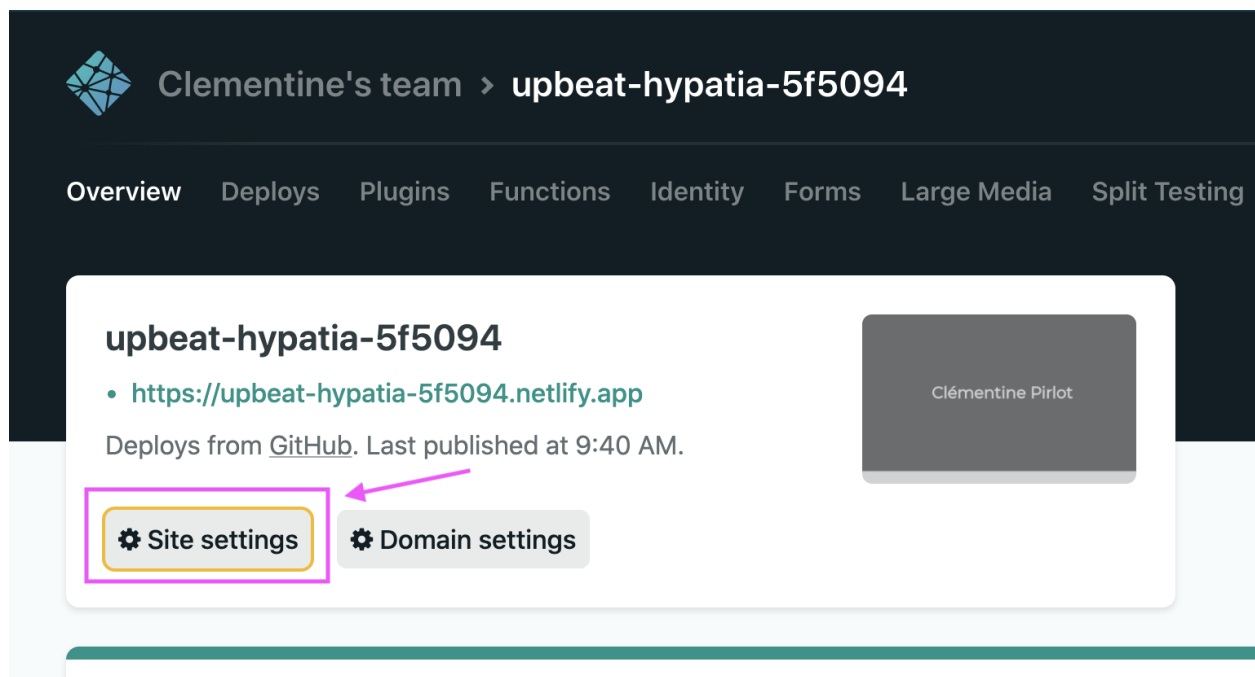 Clementine's team > upbeat-hypatia-5f5094
Overview Deploys Plugins Functions Identity Forms Large Media Split Testing
upbeat-hypatia-5f5094
• https://upbeat-hypatia-5f5094.netlify.app
Clémentine Pirlot
Deploys from GitHub. Last published at 9:40 AM.
Site settings Domain settings